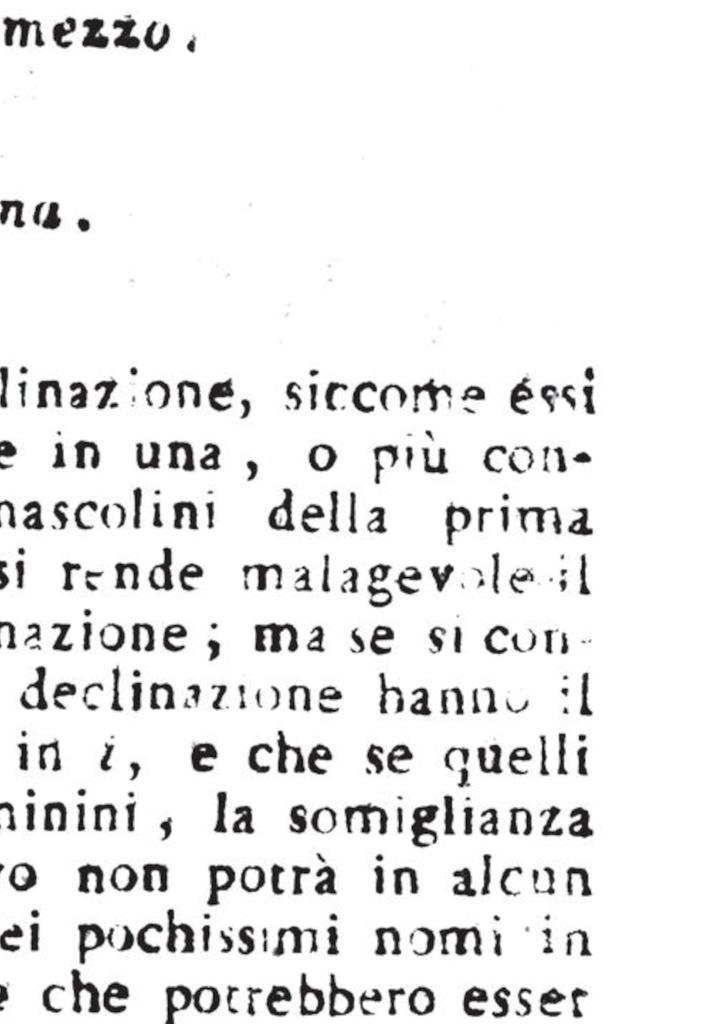 mezzo.
na.
linazione, siccome essi
e in una, o più con-
nascolini della prima
si rende malagevole il
nazione; ma se si con-
declinazione hanno il
in i, e che se quelli
minini, la somiglianza
vo non potrà in alcun
ei pochissimi nomi in
e che potrebbero esser